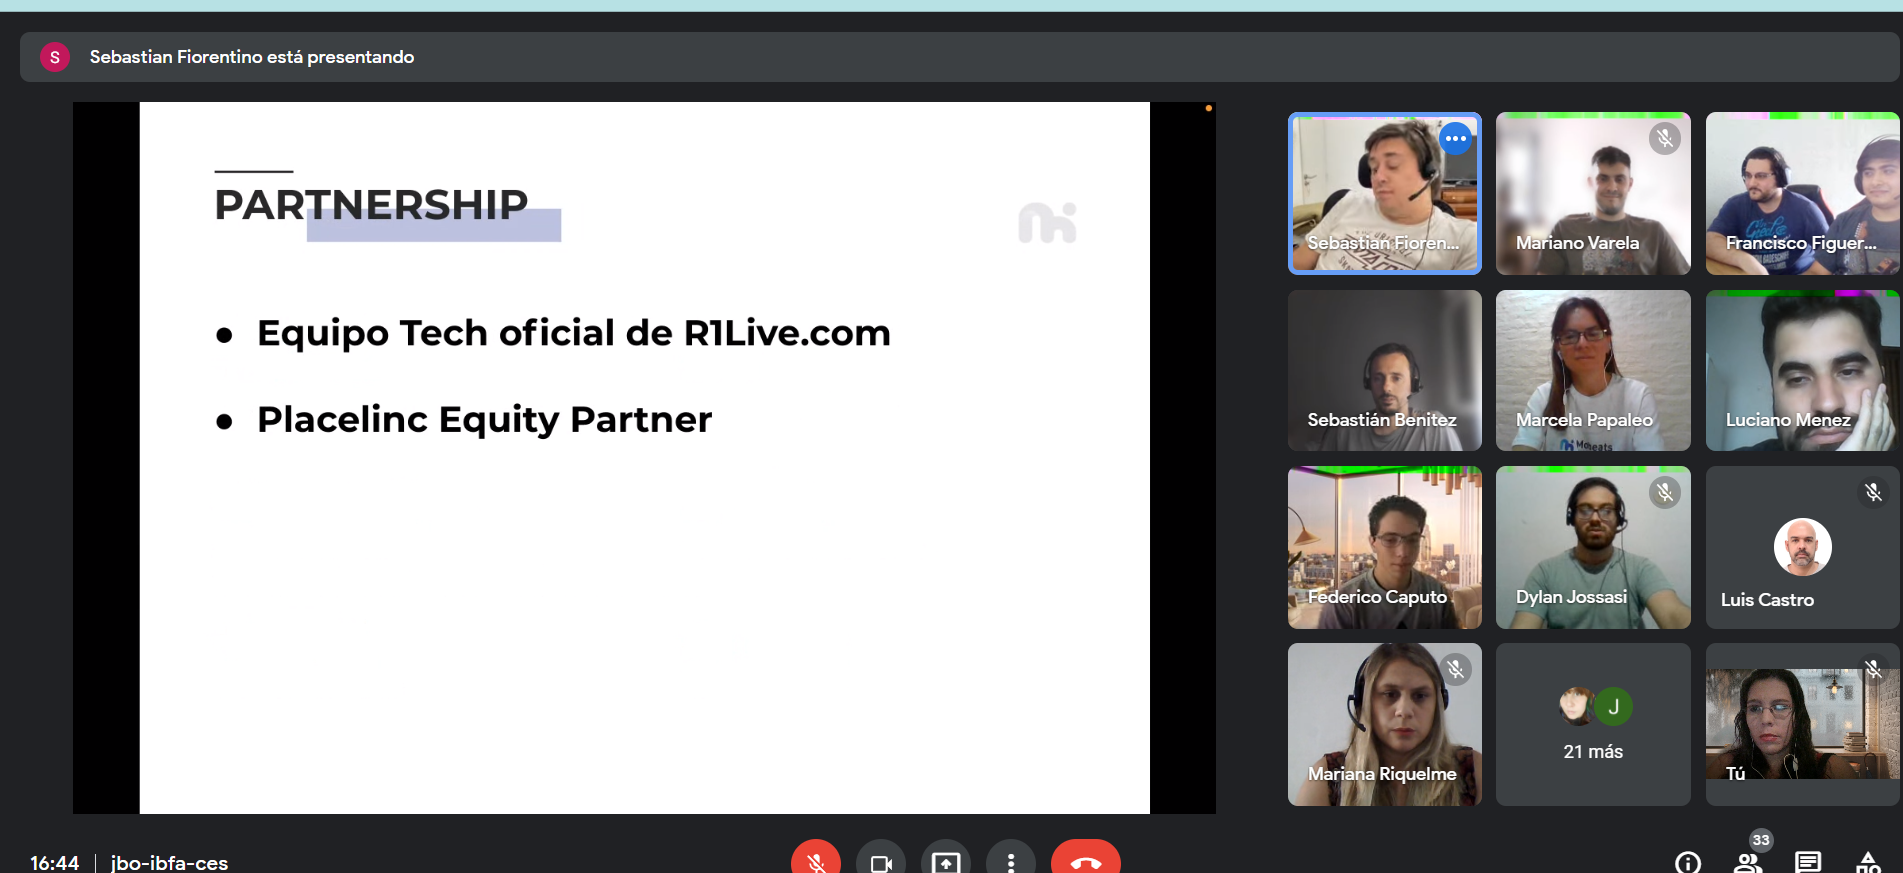 S Sebastian Fiorentino está presentando
PARTNERSHIP
● Equipo Tech oficial de R1Live.com
● Placelinc Equity Partner
Sebastian Fioren...
Mariano Varela
Francisco Figuer...
Sebastián Benitez
Marcela Papaleo
Luciano Menez
Federico Caputo
Dylan Jossasi
Luis Castro
Mariana Riquelme
J
21 más
Tú
16:44 | jbo-ibfa-ces
33